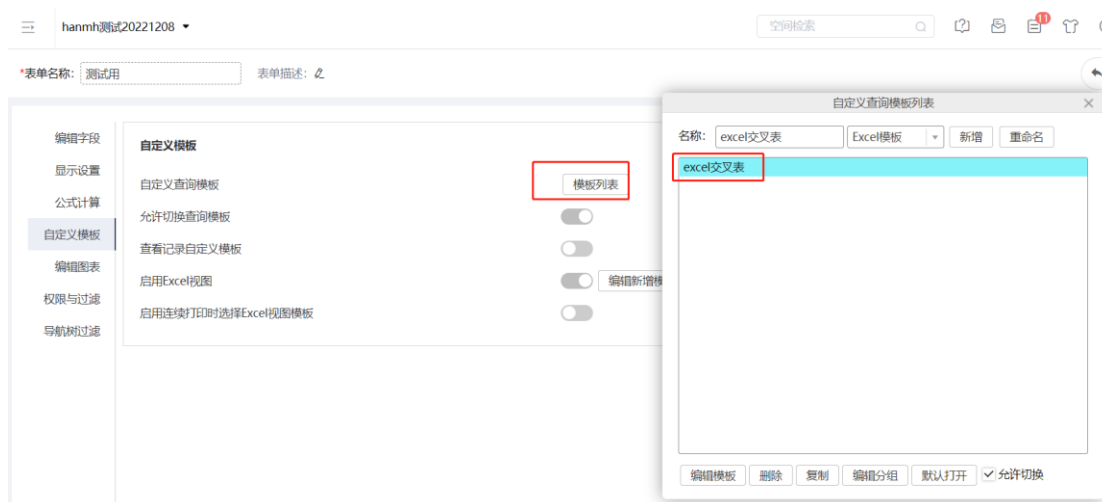 hanmh测试20221208
空间检索
11
*表单名称: 测试用 表单描述:
自定义查询模板列表
名称: excel交叉表 Excel模板 新增 重命名
excel交叉表
编辑模板 删除 复制 编辑分组 默认打开 允许切换
编辑字段
显示设置
公式计算
自定义模板
编辑图表
权限与过滤
导航树过滤
自定义模板
自定义查询模板 模板列表
允许切换查询模板
查看记录自定义模板
启用Excel视图 编辑新增模
启用连续打印时选择Excel视图模板